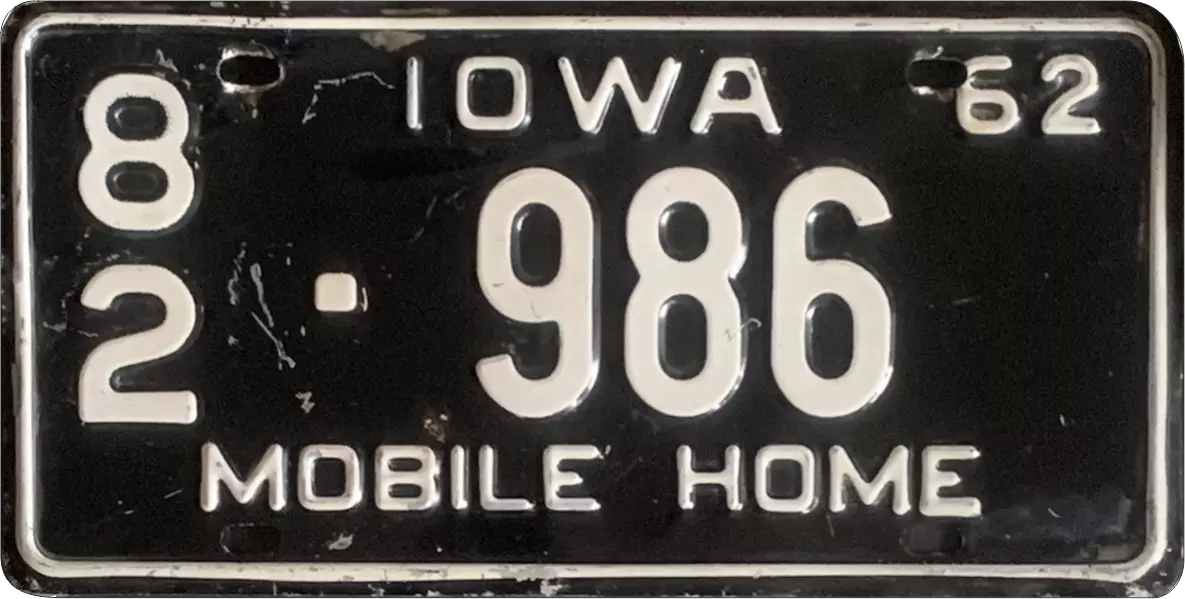 IOWA 62
82 · 986
MOBILE HOME